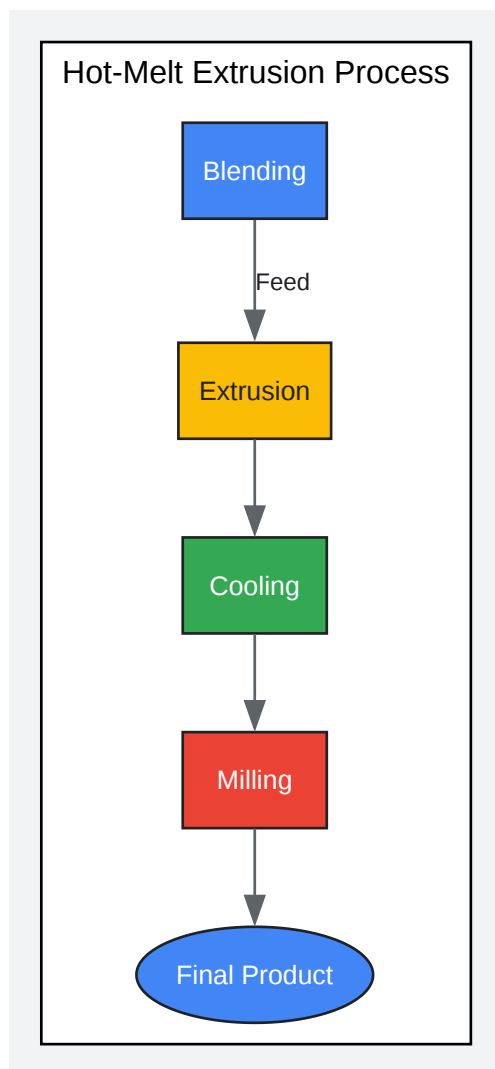 Hot-Melt Extrusion Process
Blending
Feed
Extrusion
Cooling
Milling
Final Product